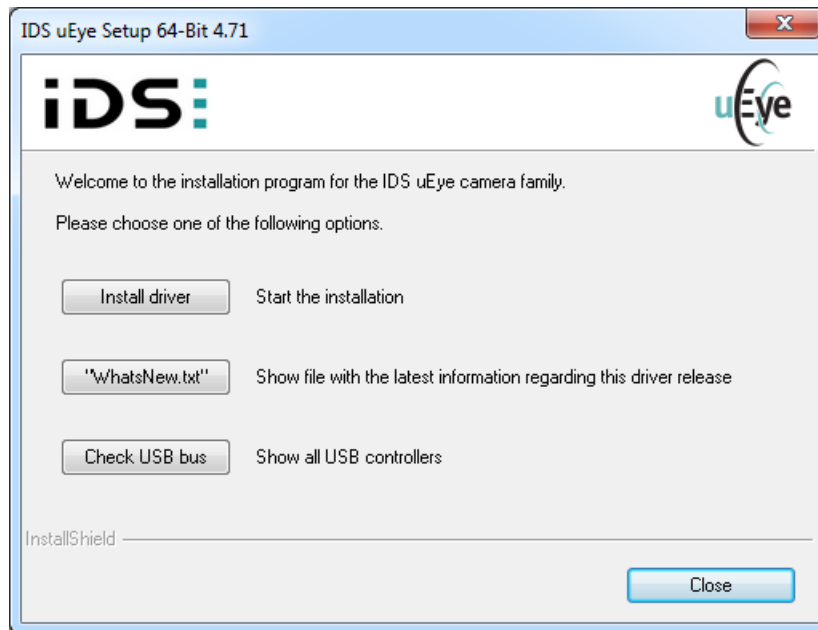 IDS uEye Setup 64-Bit 4.71
iDS
uEye
Welcome to the installation program for the IDS uEye camera family.
Please choose one of the following options.
Install driver Start the installation
"WhatsNew.txt" Show file with the latest information regarding this driver release
Check USB bus Show all USB controllers
InstallShield
Close